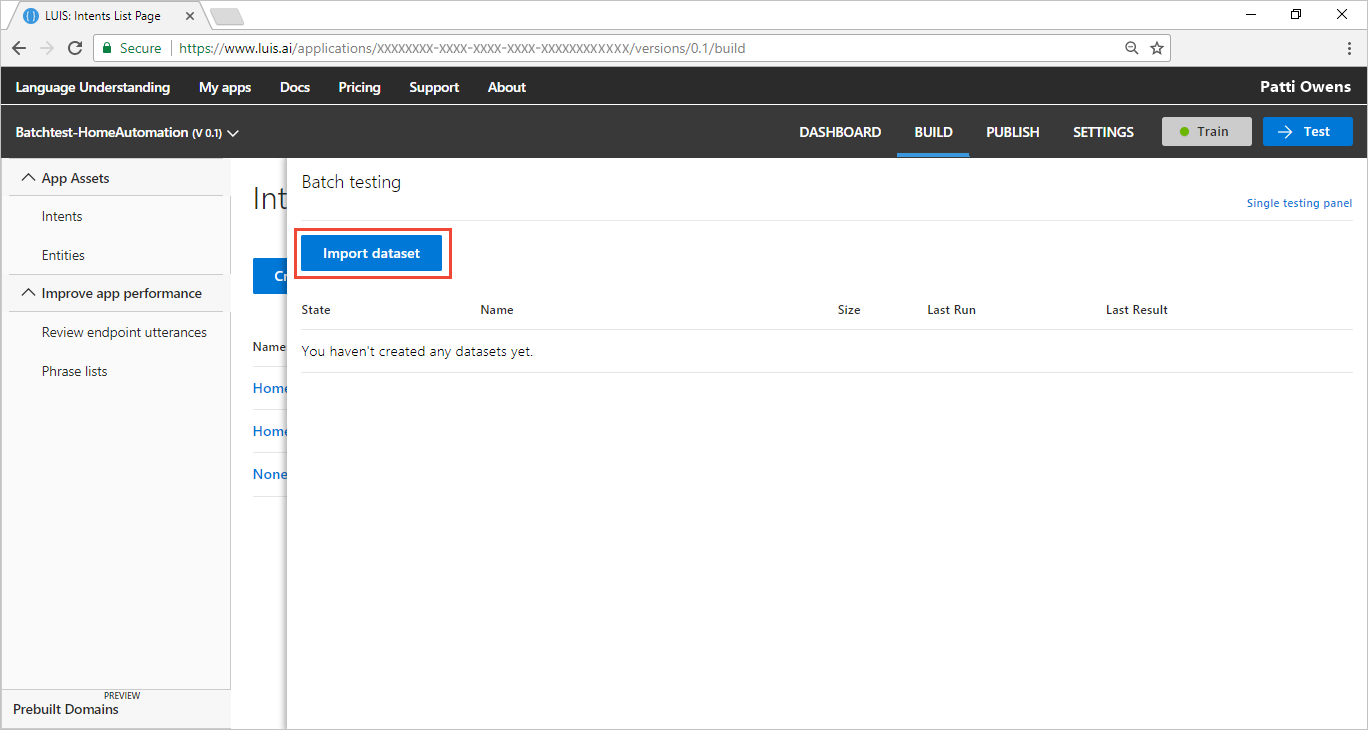 LUIS: Intents List Page
Secure https://www.luis.ai/applications/XXXXXXXX-XXXX-XXXX-XXXX-XXXXXXXXXXXX/versions/0.1/build
Language Understanding My apps Docs Pricing Support About Patti Owens
Batchtest-HomeAutomation (V 0.1) DASHBOARD BUILD PUBLISH SETTINGS Train Test
App Assets
Intents
Entities
Improve app performance
Review endpoint utterances
Phrase lists
PREVIEW
Prebuilt Domains
Int
Cr
Name
Home
Home
None
Batch testing
Single testing panel
Import dataset
State Name Size Last Run Last Result
You haven't created any datasets yet.